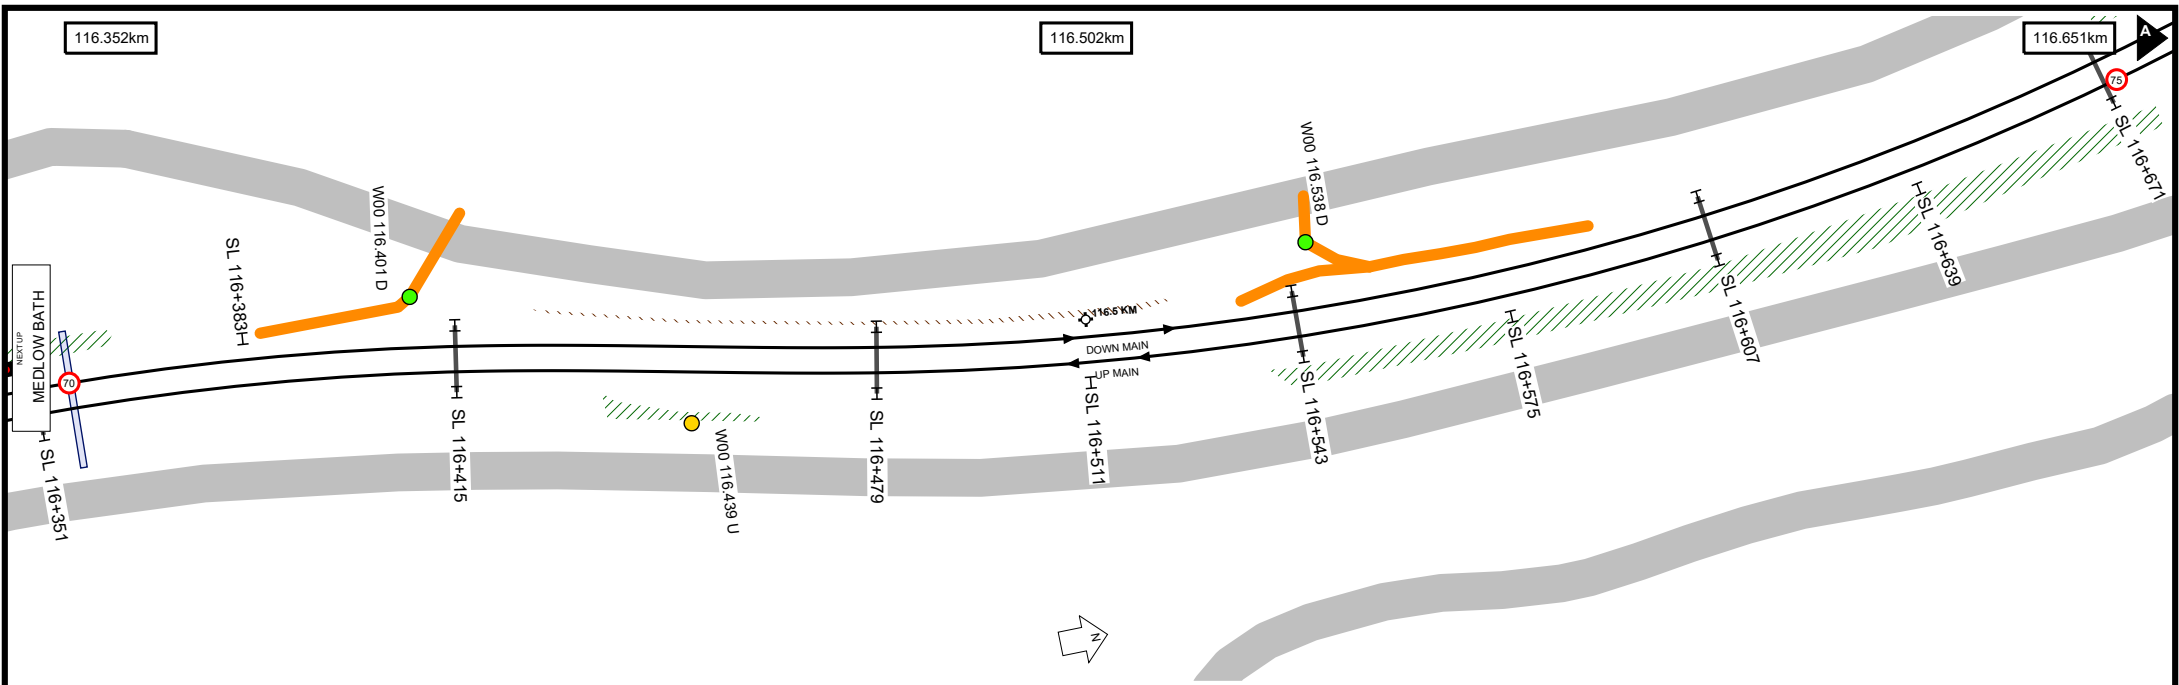 116.352km
116.502km
116.651km
A
75
W00 116.538 D
SL 116+671
W00 116.401 D
SL 116+383
SL 116+639
NEXT UP
MEDLOW BATH
116.5 KM
DOWN MAIN
UP MAIN
70
SL 116+607
SL 116+575
SL 116+511
SL 116+543
SL 116+415
SL 116+479
W00 116.439 U
SL 116+351
N